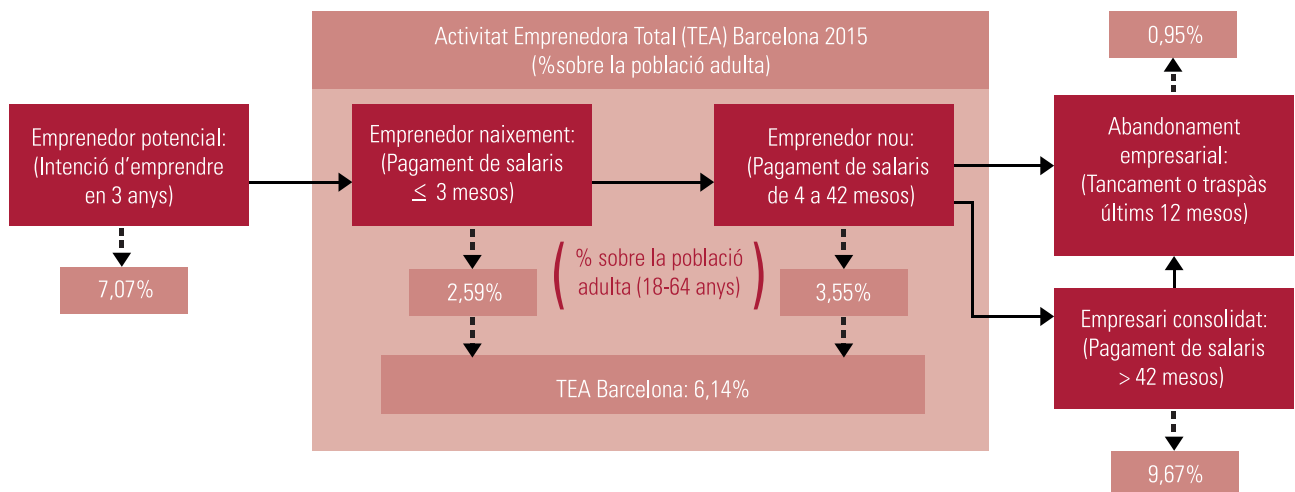 Activitat Emprenedora Total (TEA) Barcelona 2015
(%sobre la població adulta)
0,95%
Emprenedor potencial:
(Intenció d’emprendre
en 3 anys)
Emprenedor naixement:
(Pagament de salaris
≤ 3 mesos)
Emprenedor nou:
(Pagament de salaris
de 4 a 42 mesos)
Abandonament
empresarial:
(Tancament o traspàs
últims 12 mesos)
7,07%
2,59%
(% sobre la població
adulta (18-64 anys))
3,55%
Empresari consolidat:
(Pagament de salaris
> 42 mesos)
TEA Barcelona: 6,14%
9,67%